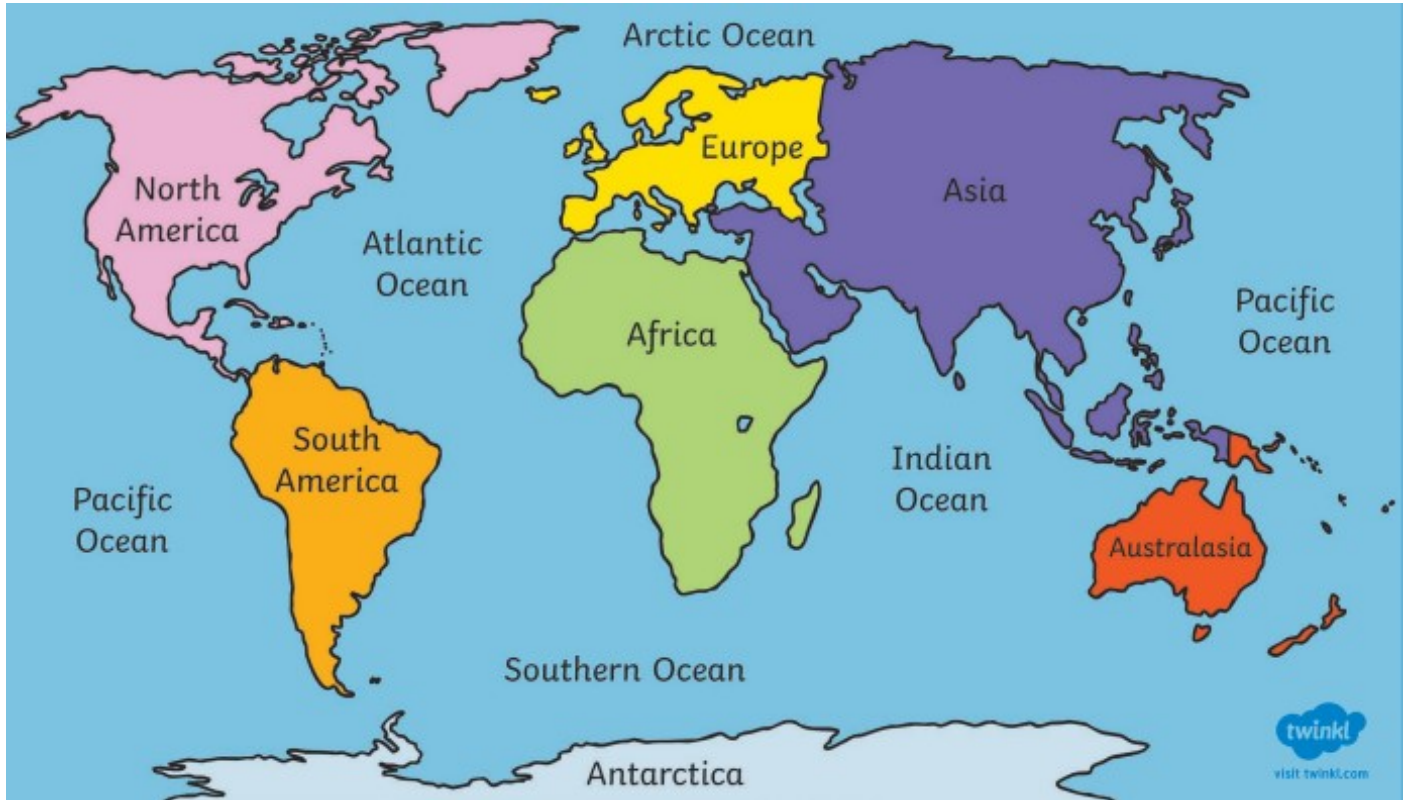 Arctic Ocean
Europe
North
America
Asia
Atlantic
Ocean
Pacific
Ocean
Africa
South
America
Indian
Ocean
Pacific
Ocean
Australasia
Southern Ocean
twinkl
visit twinkl.com
Antarctica